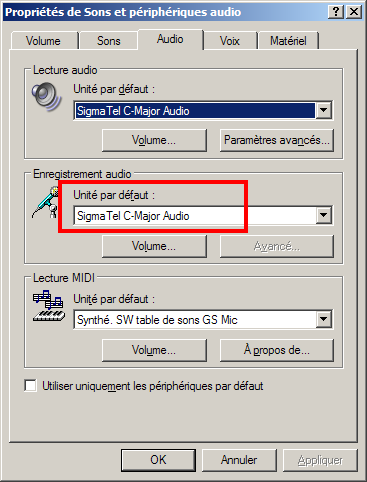 Propriétés de Sons et périphériques audio
Volume Sons Audio Voix Matériel
Lecture audio
Unité par défaut :
SigmaTel C-Major Audio
Volume... Paramètres avancés...
Enregistrement audio
Unité par défaut :
SigmaTel C-Major Audio
Volume... Avancé...
Lecture MIDI
Unité par défaut :
Synthé. SW table de sons GS Mic
Volume... À propos de...
Utiliser uniquement les périphériques par défaut
OK Annuler Appliquer